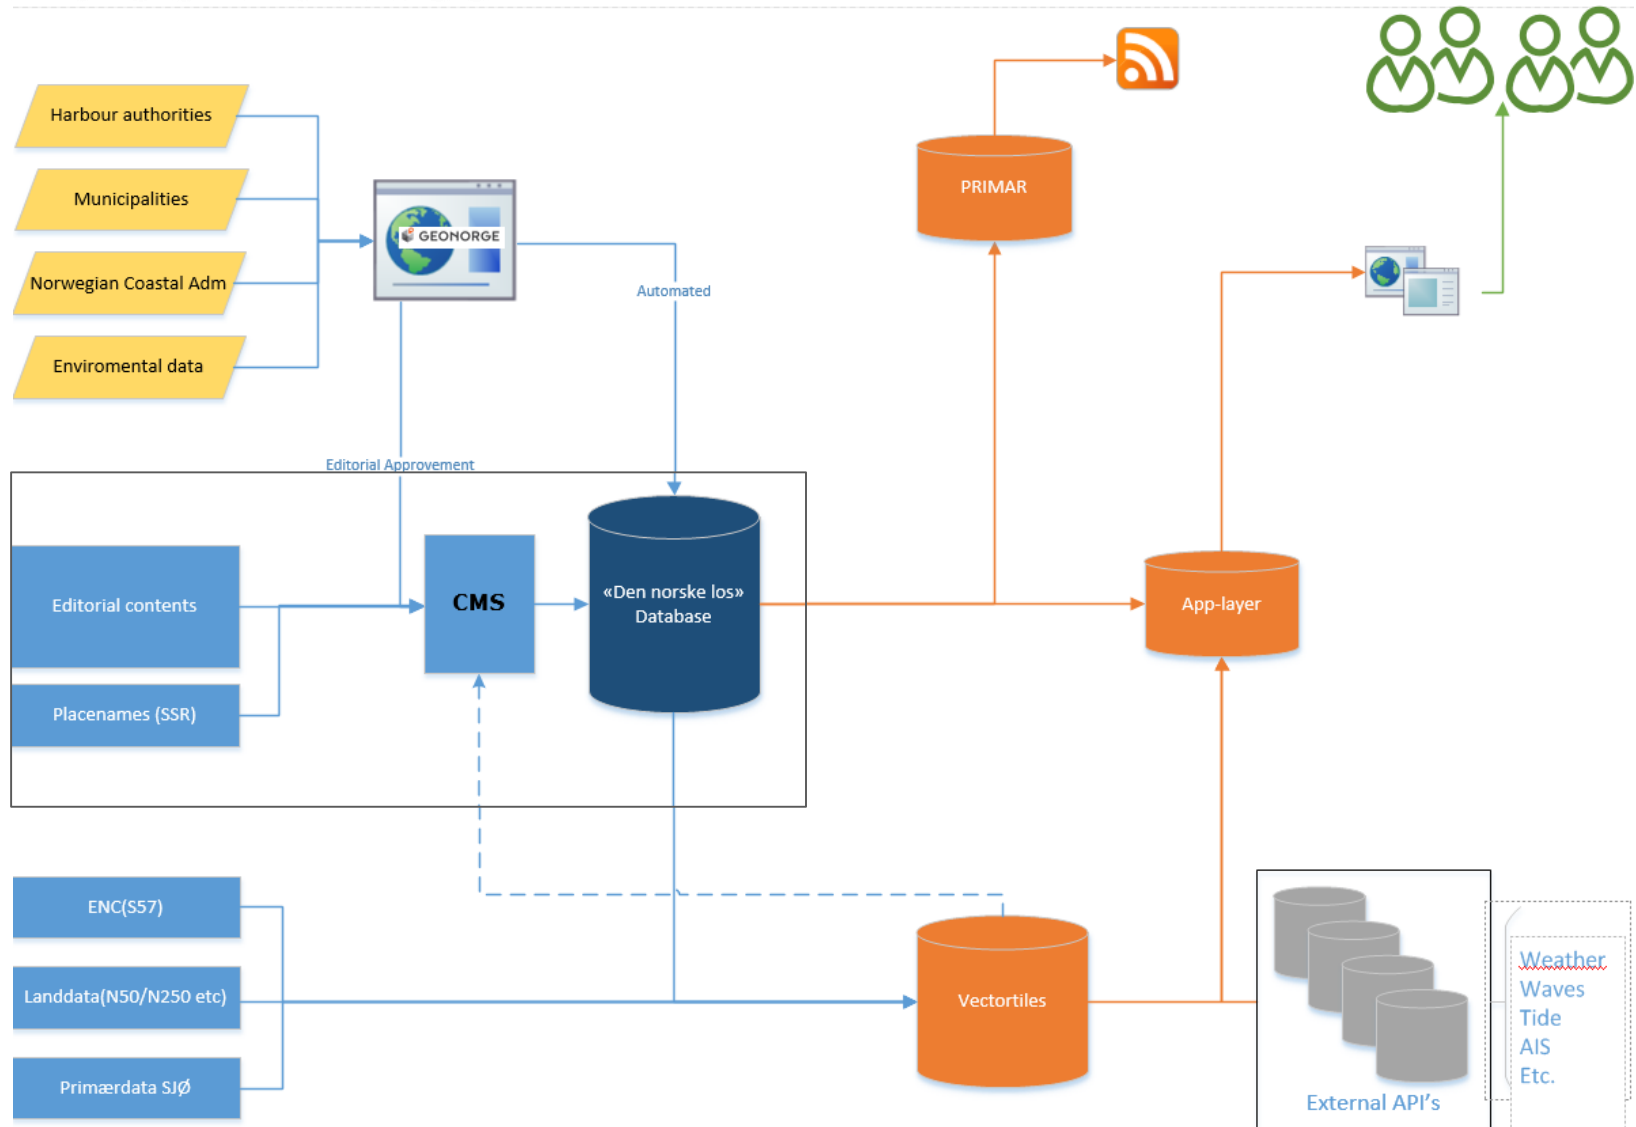 Harbour authorities
Municipalities
Norwegian Coastal Adm
Enviromental data
GEONORGE
Automated
Editorial Approvement
PRIMAR
Editorial contents
Placenames (SSR)
CMS
«Den norske los»
Database
App-layer
ENC(S57)
Landdata(N50/N250 etc)
Primærdata SJØ
Vectortiles
External API's
Weather
Waves
Tide
AIS
Etc.